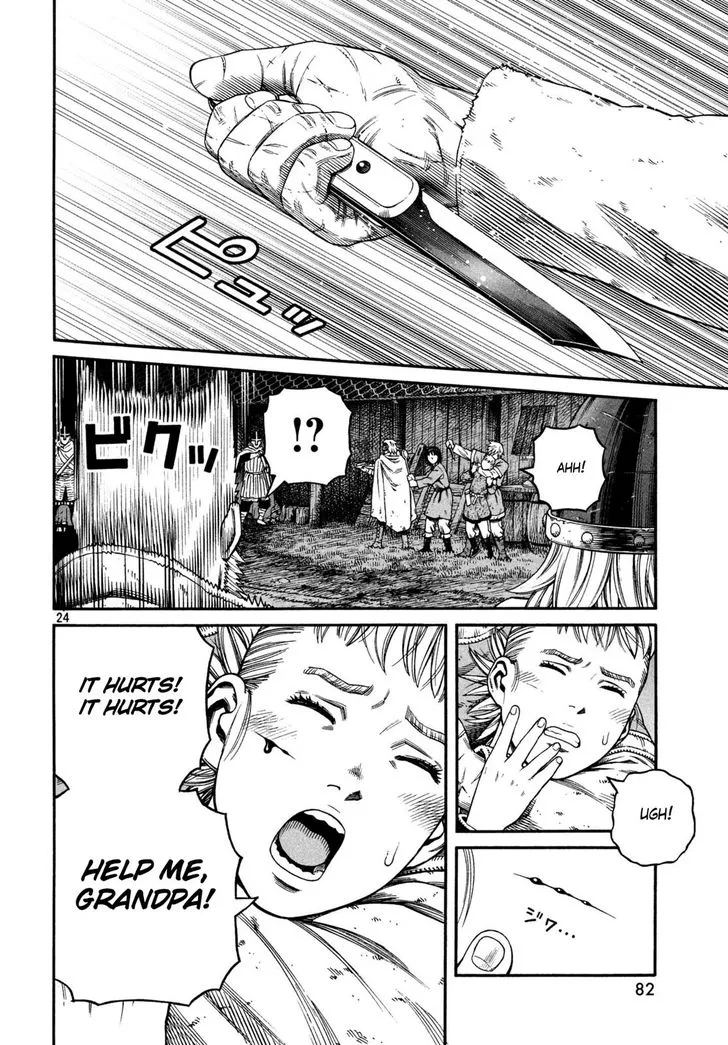 ピュッ
ビクッ
!?
AHH!
24
IT HURTS!
IT HURTS!
HELP ME,
GRANDPA!
UGH!
ジワ...
82